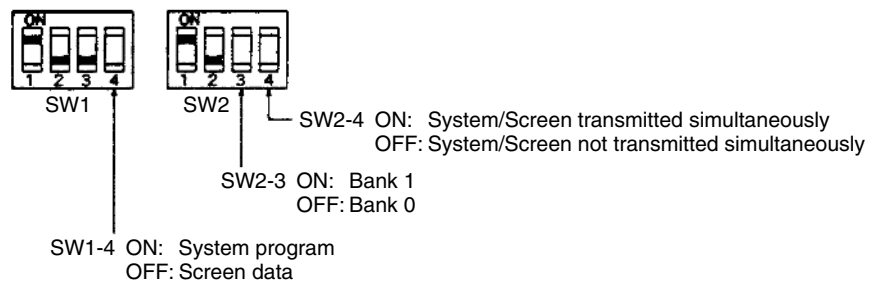 ON ON
1 2 3 4 1 2 3 4
SW1 SW2
SW2-4 ON: System/Screen transmitted simultaneously
OFF: System/Screen not transmitted simultaneously
SW2-3 ON: Bank 1
OFF: Bank 0
SW1-4 ON: System program
OFF: Screen data